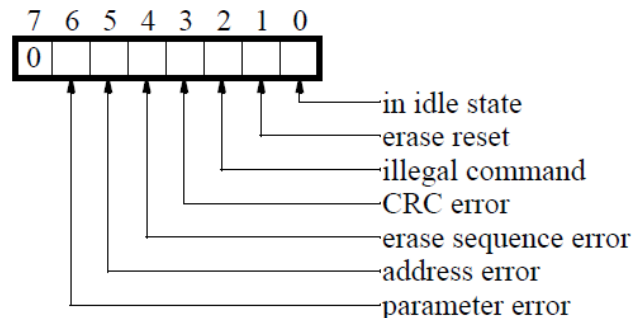 7 6 5 4 3 2 1 0
0
in idle state
erase reset
illegal command
CRC error
erase sequence error
address error
parameter error